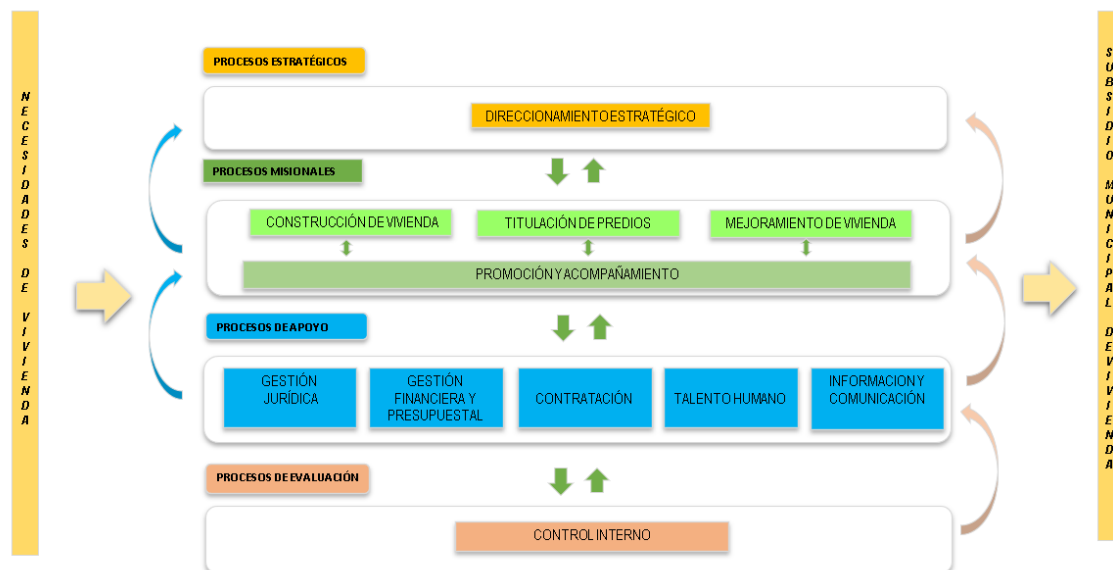 NECESIDADES DE VIVIENDA
PROCESOS ESTRATÉGICOS
DIRECCIONAMIENTO ESTRATÉGICO
PROCESOS MISIONALES
CONSTRUCCIÓN DE VIVIENDA
TITULACIÓN DE PREDIOS
MEJORAMIENTO DE VIVIENDA
PROMOCIÓN Y ACOMPAÑAMIENTO
PROCESOS DE APOYO
GESTIÓN
JURÍDICA
GESTIÓN
FINANCIERA Y
PRESUPUESTAL
CONTRATACIÓN
TALENTO HUMANO
INFORMACION Y
COMUNICACIÓN
PROCESOS DE EVALUACIÓN
CONTROL INTERNO
SUBSIDIO MUNICIPAL DE VIVIENDA